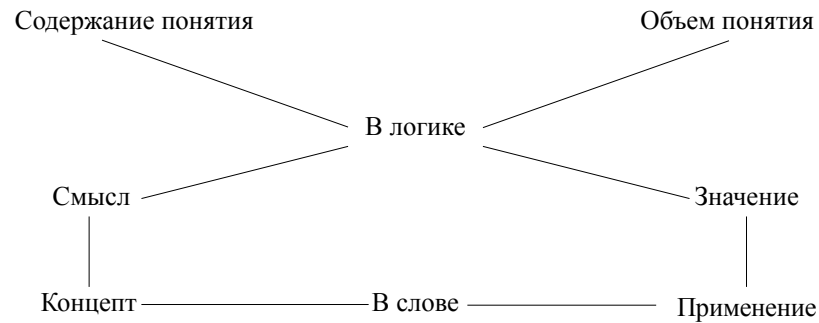 Содержание понятия
Объем понятия
В логике
Смысл
Значение
Концепт
В слове
Применение